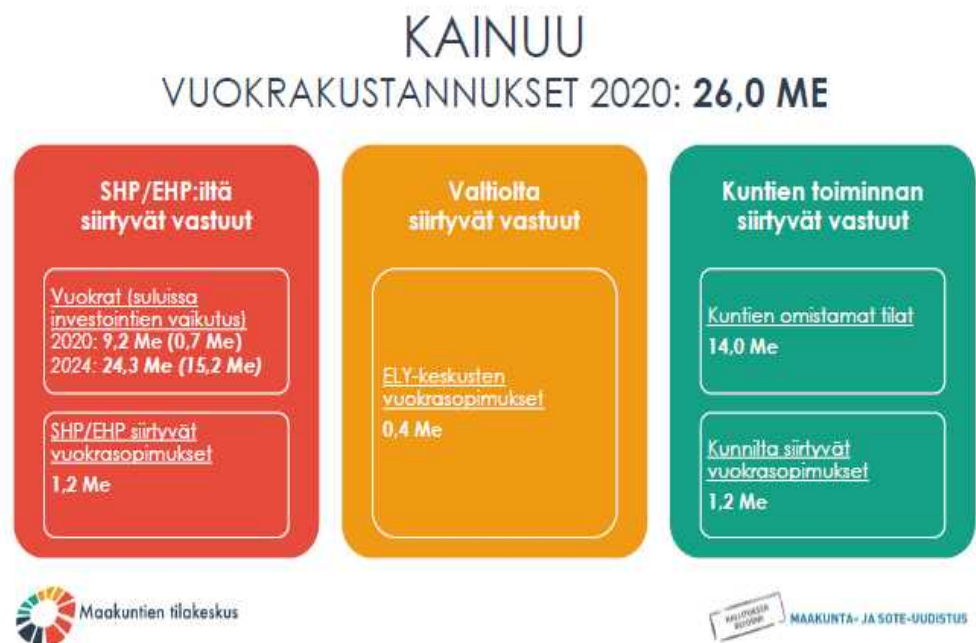 KAINUU
VUOKRAKUSTANNUKSET 2020: 26,0 ME
SHP/EHP:iltä
siirtyvät vastuut
Vuokrat (suluissa
investointien vaikutus)
2020: 9,2 Me (0,7 Me)
2024: 24,3 Me (15,2 Me)
SHP/EHP siirtyvät
vuokrasopimukset
1,2 Me
Valtiolta
siirtyvät vastuut
ELY-keskusten
vuokrasopimukset
0,4 Me
Kuntien toiminnan
siirtyvät vastuut
Kuntien omistamat tilat
14,0 Me
Kunnilta siirtyvät
vuokrasopimukset
1,2 Me
Maakuntien tilakeskus
MAAKUNTA- JA SOTE-UUDISTUS